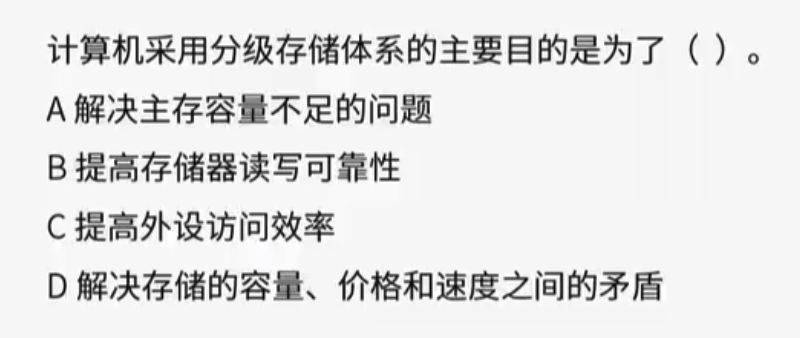 计算机采用分级存储体系的主要目的是为了（ ）。
A 解决主存容量不足的问题
B 提高存储器读写可靠性
C 提高外设访问效率
D 解决存储的容量、价格和速度之间的矛盾